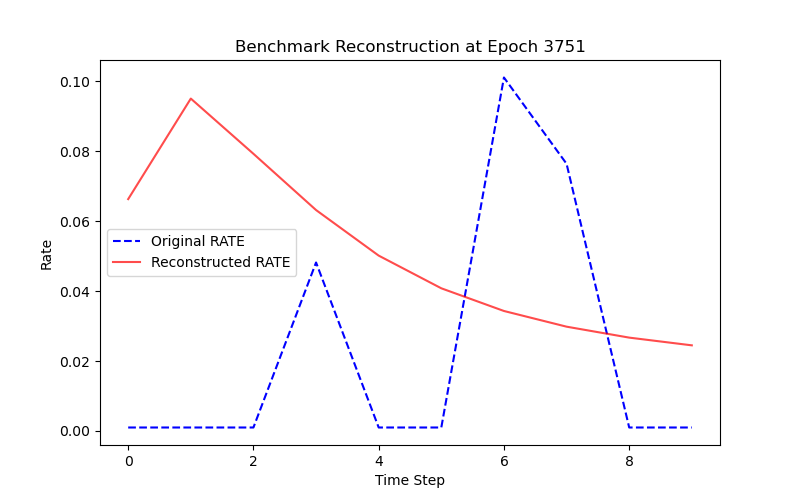 Benchmark Reconstruction at Epoch 3751
0.10
0.08
0.06
0.04
0.02
0.00
Rate
Original RATE
Reconstructed RATE
0 2 4 6 8
Time Step